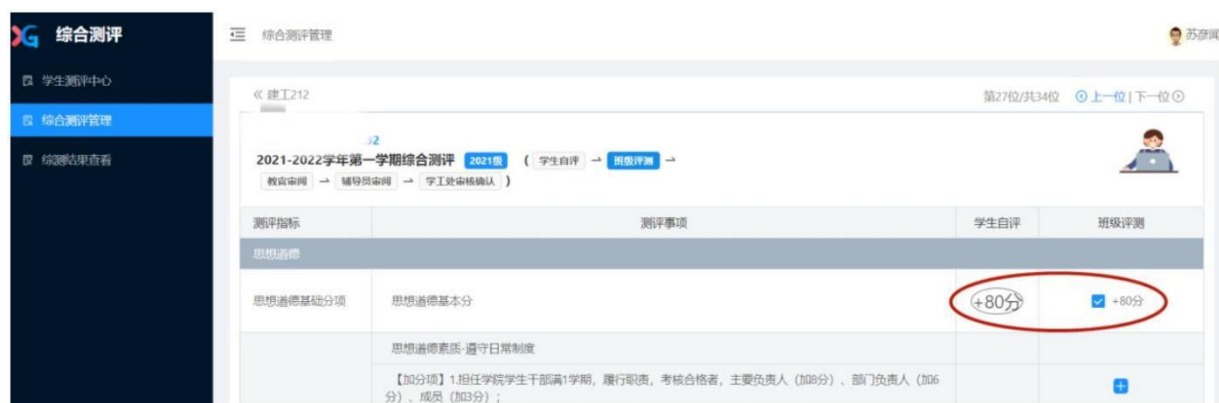 XG 综合测评
综合测评管理
苏彦闻
学生测评中心
综合测评管理
综测结果查看
《 建工212
第27位/共34位 上一位 | 下一位
2
2021-2022学年第一学期综合测评 2021级 ( 学生自评 → 班级评测 →
教官审阅 → 辅导员审阅 → 学工处审核确认 )
测评指标 测评事项 学生自评 班级评测
思想道德
思想道德基础分项 思想道德基本分 +80分 +80分
思想道德素质-遵守日常制度
【加分项】1.担任学院学生干部满1学期，履行职责，考核合格者，主要负责人（加8分）、部门负责人（加6
分）、成员（加3分）;